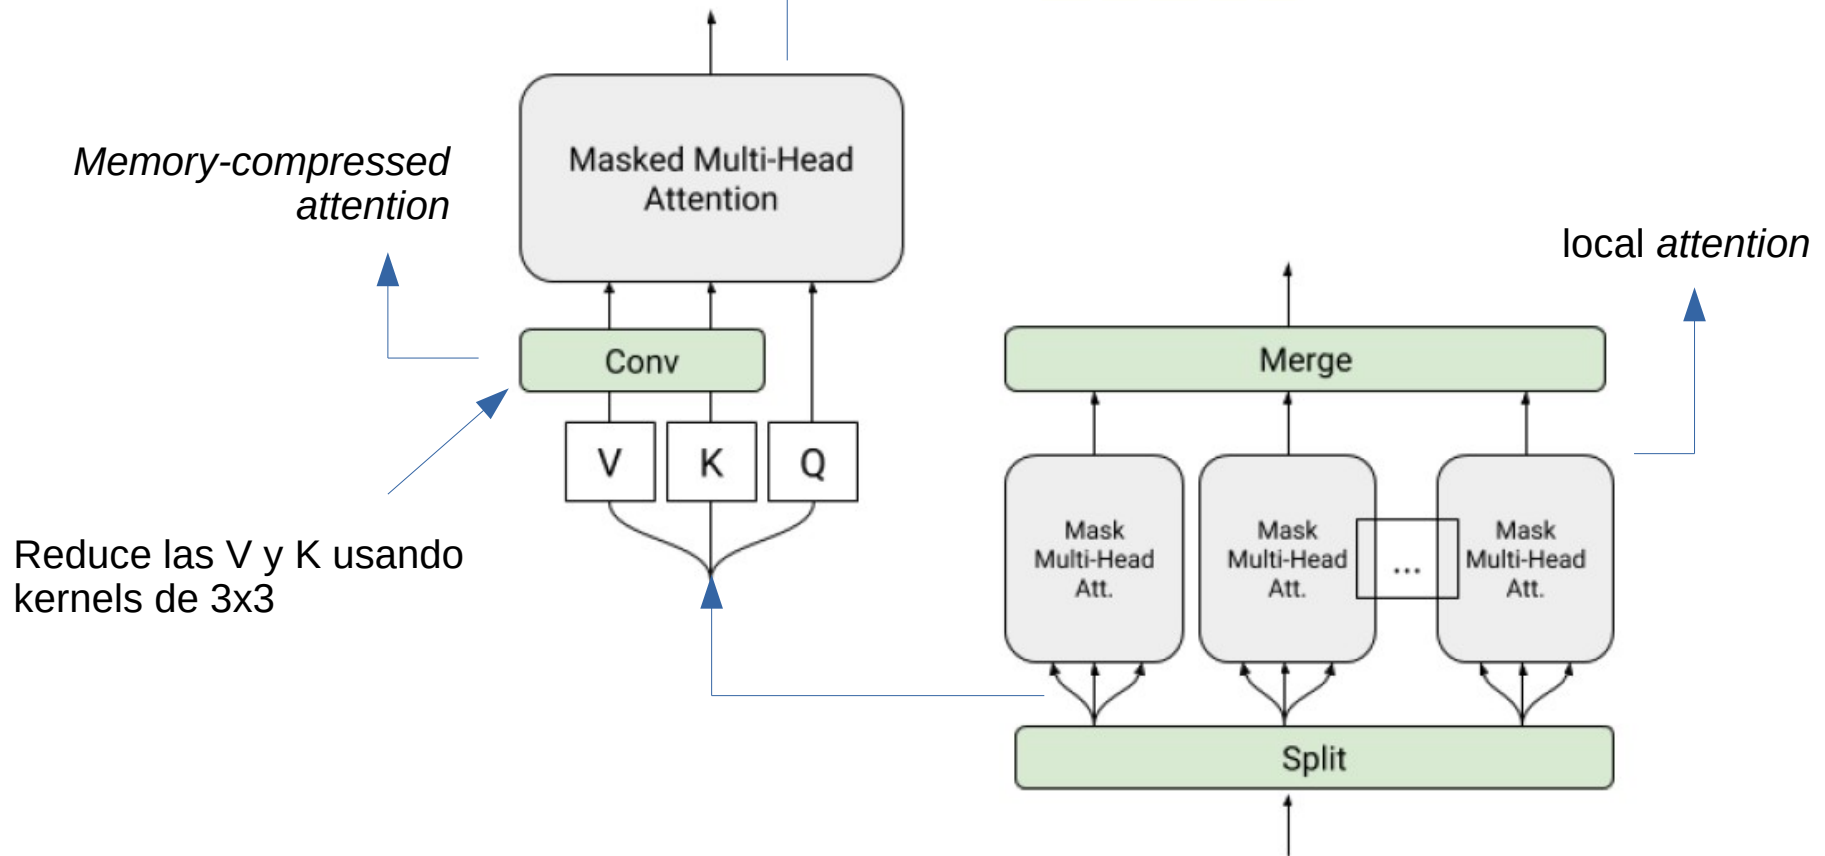 Masked Multi-Head
Attention
Memory-compressed
attention
Conv
V
K
Q
Reduce las V y K usando
kernels de 3x3
local attention
Merge
Mask
Multi-Head
Att.
Mask
Multi-Head
Att.
...
Mask
Multi-Head
Att.
Split